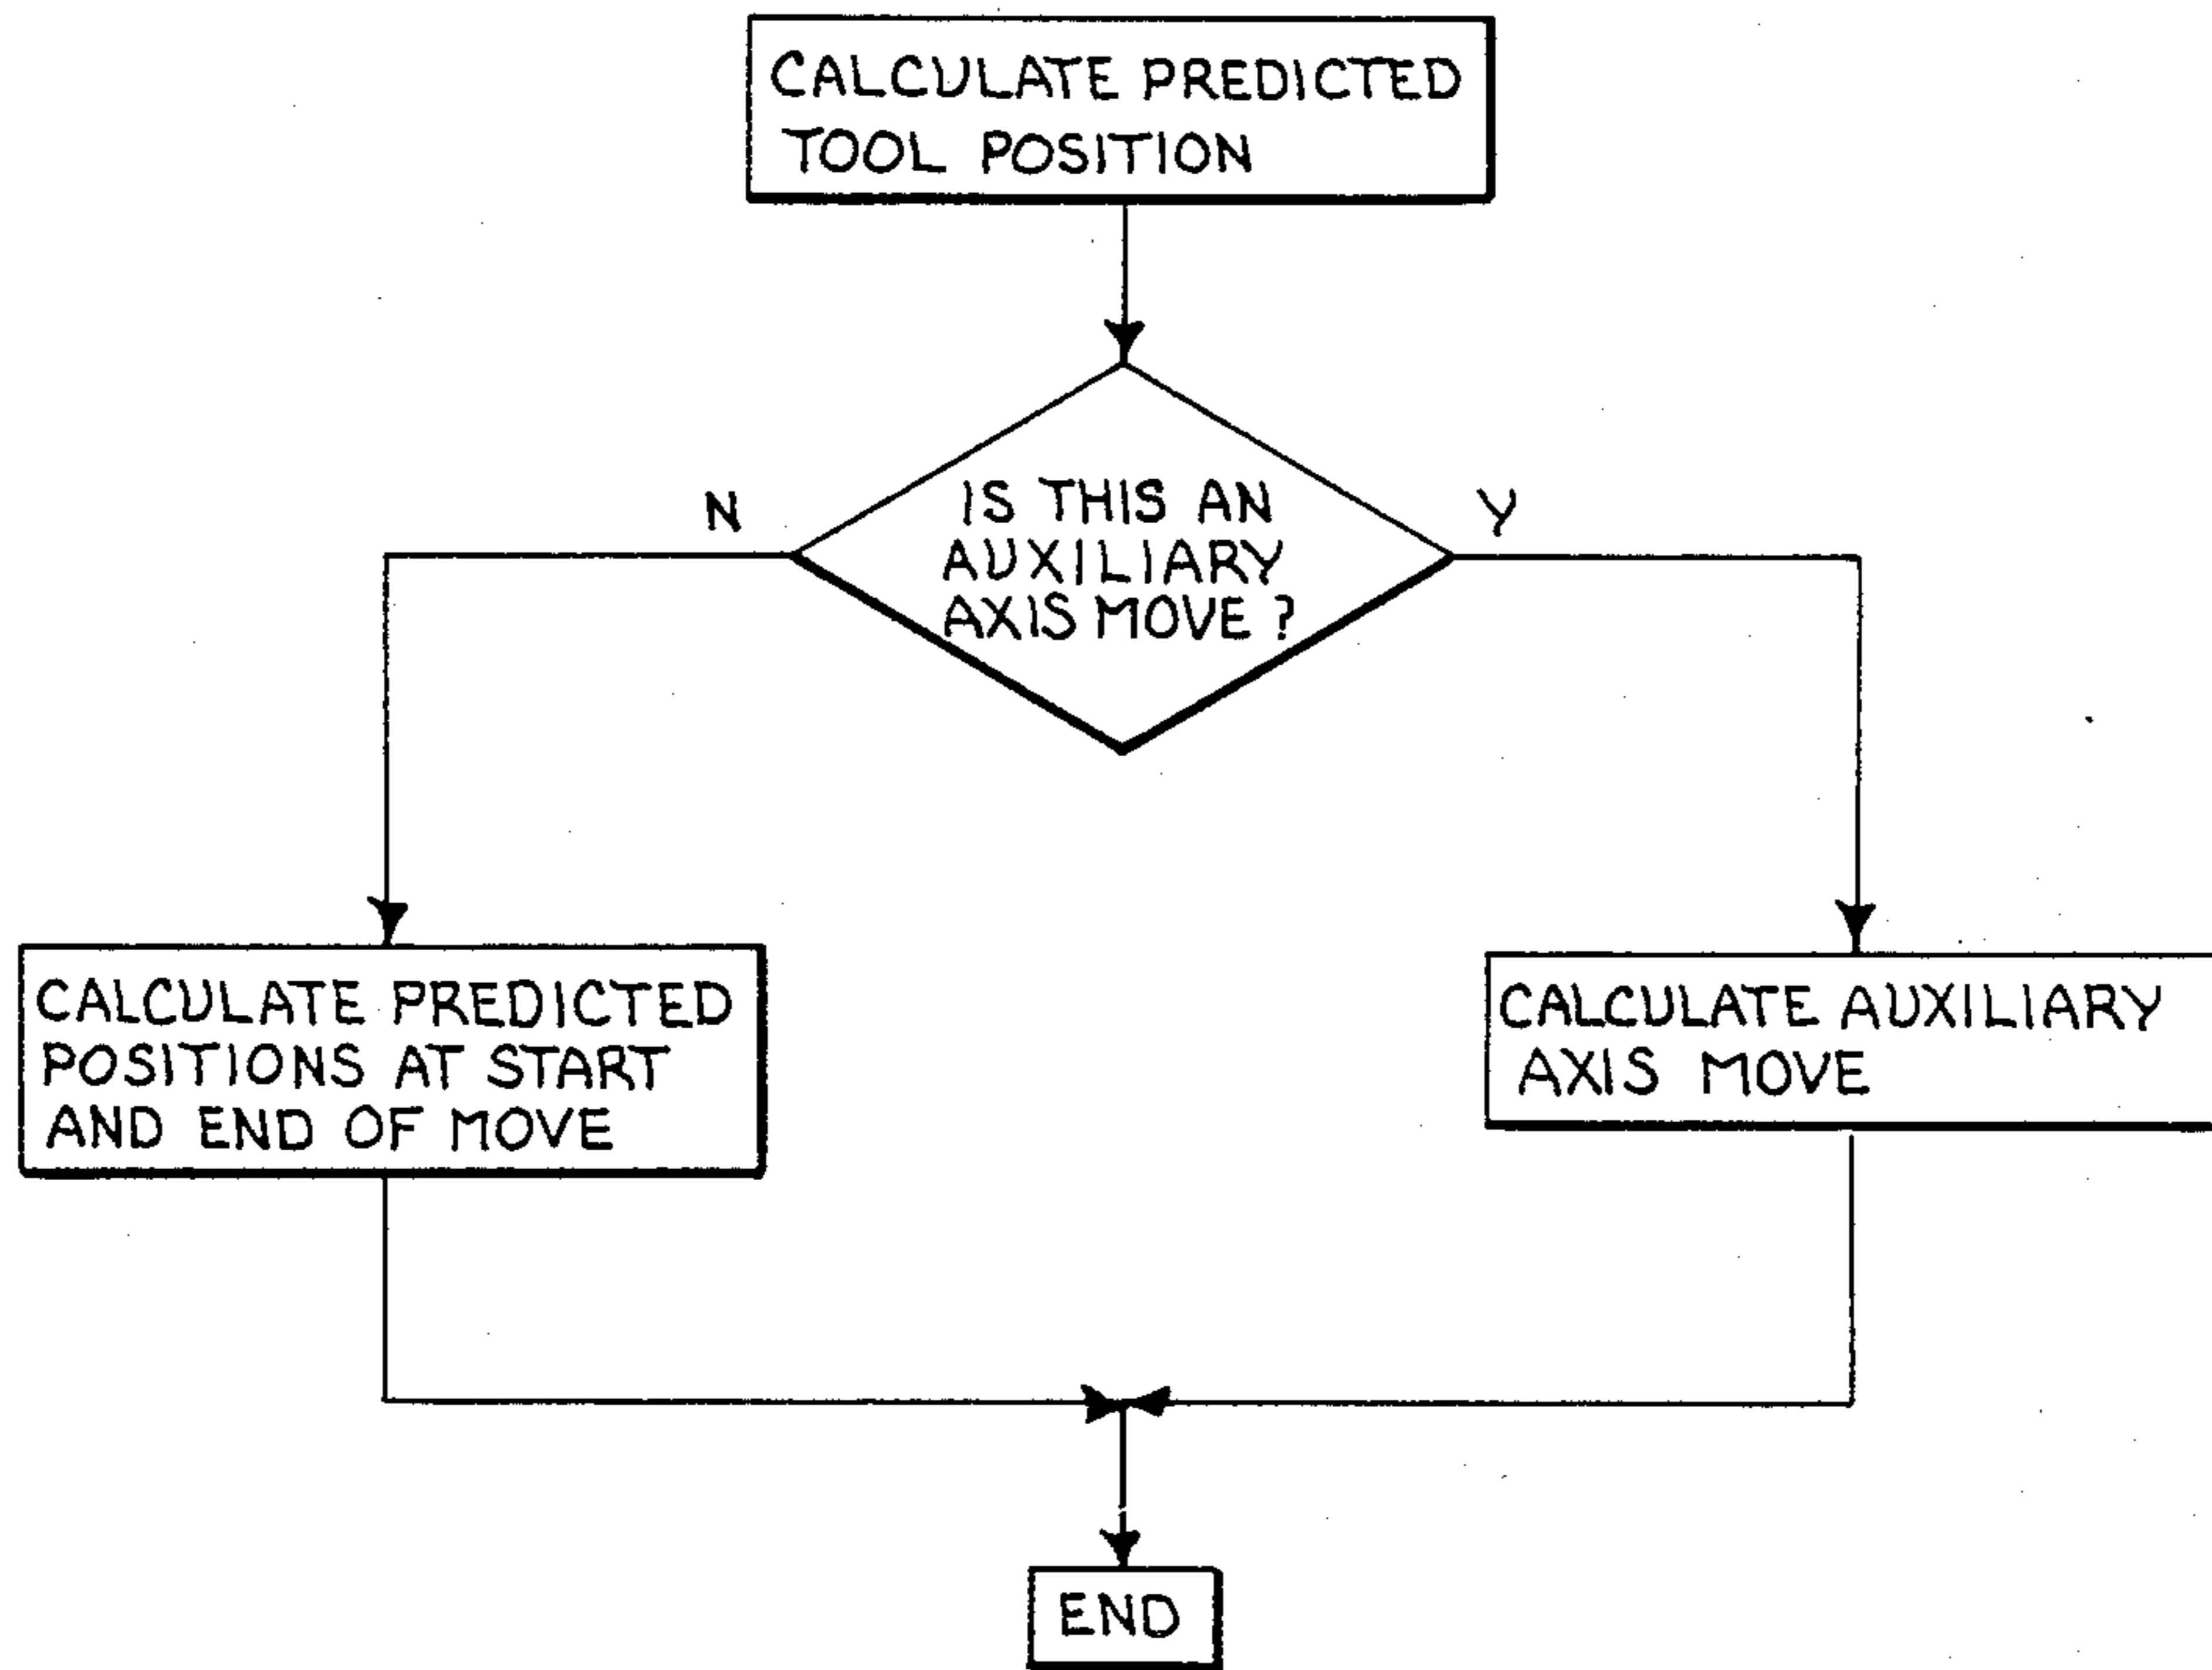 CALCULATE PREDICTED
TOOL POSITION
IS THIS AN
AUXILIARY
AXIS MOVE ?
N
Y
CALCULATE PREDICTED
POSITIONS AT START
AND END OF MOVE
CALCULATE AUXILIARY
AXIS MOVE
END